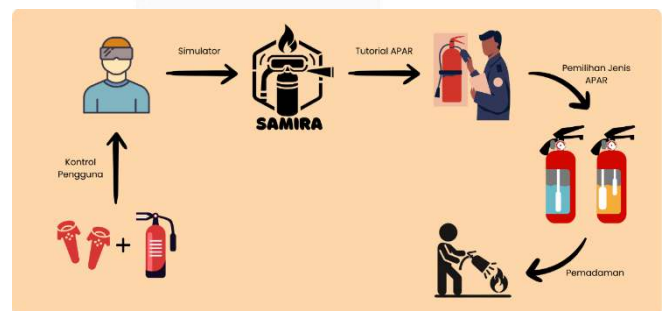 Simulator
Tutorial APAR
Pemilihan Jenis
APAR
SAMIRA
Kontrol
Pengguna
+
Pemadaman